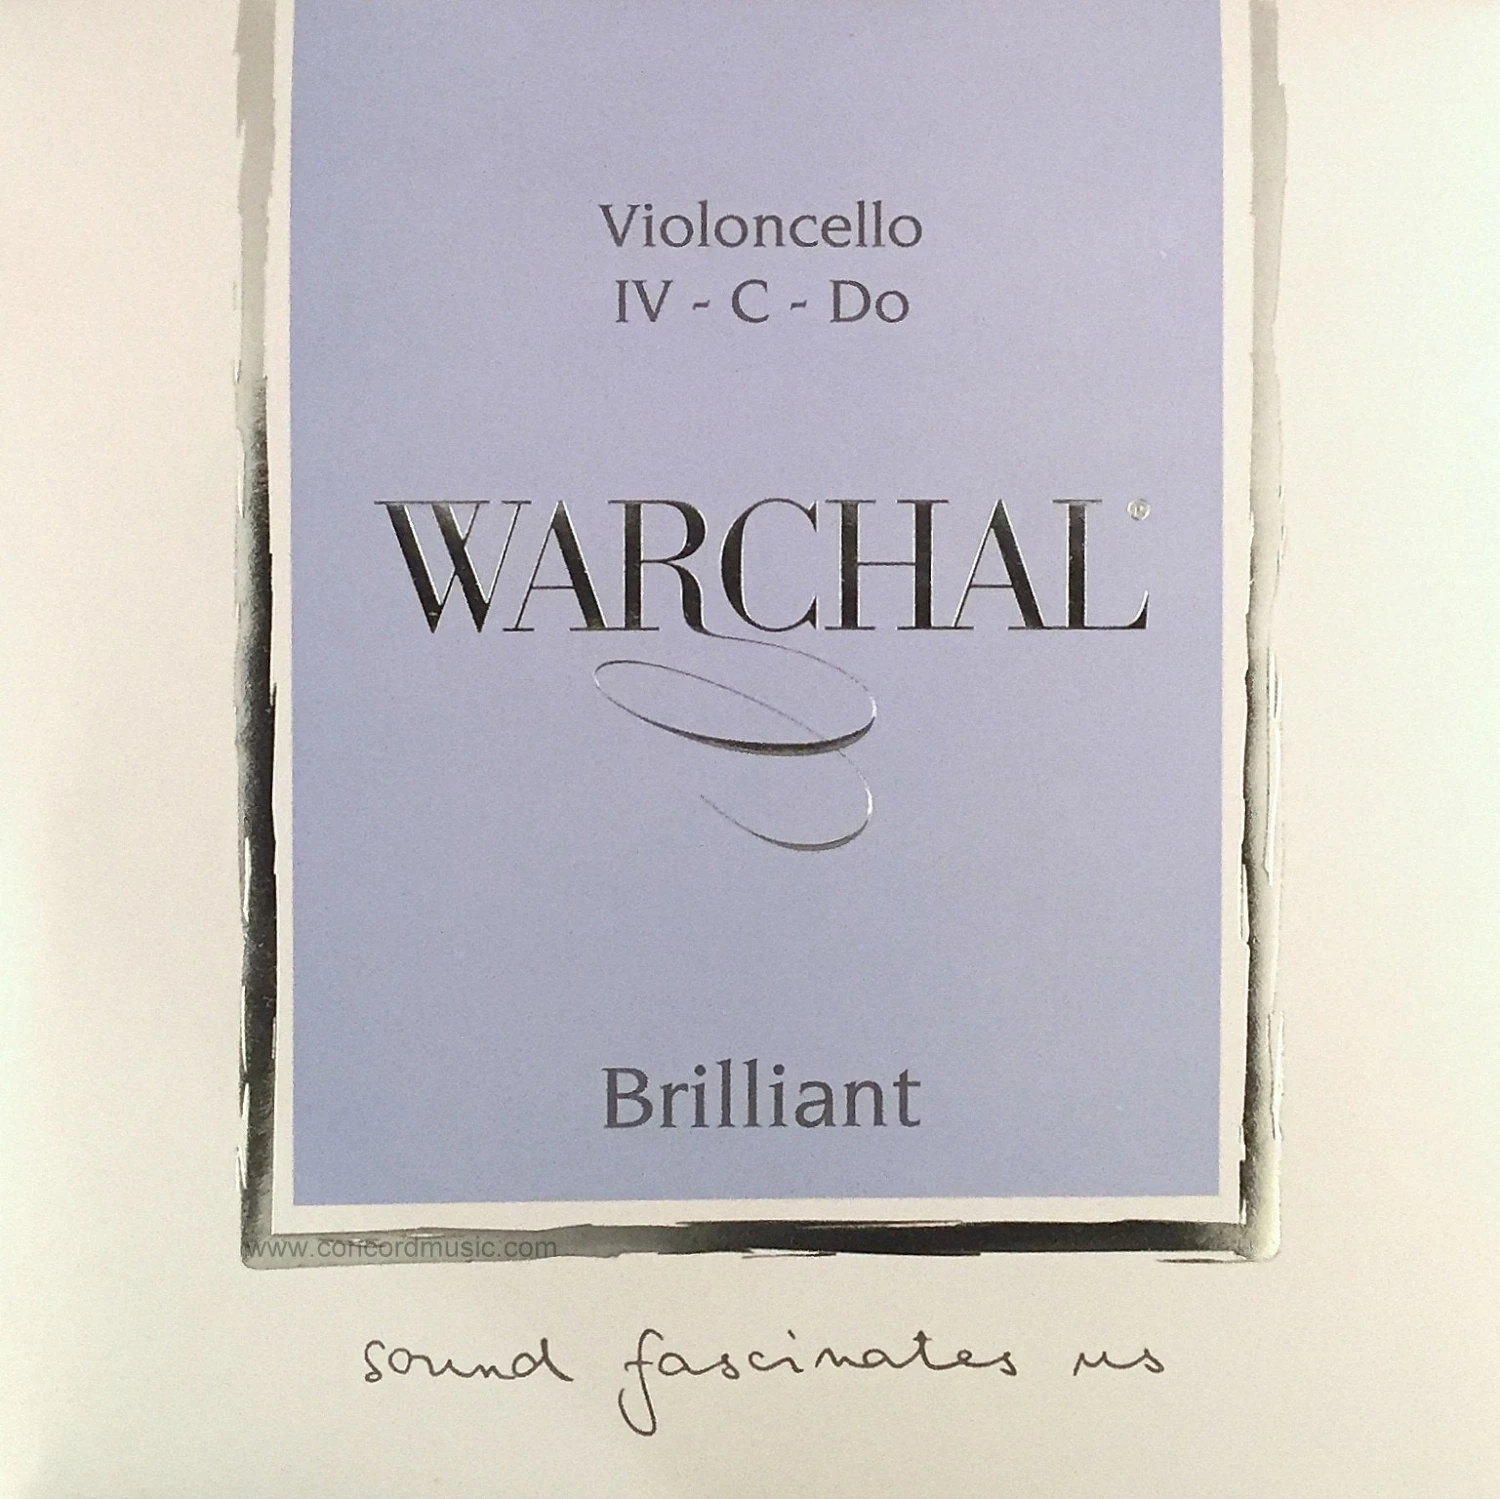 Violoncello
IV - C - Do
WARCHAL®
Brilliant
www.concordmusic.com
sound fascinates us